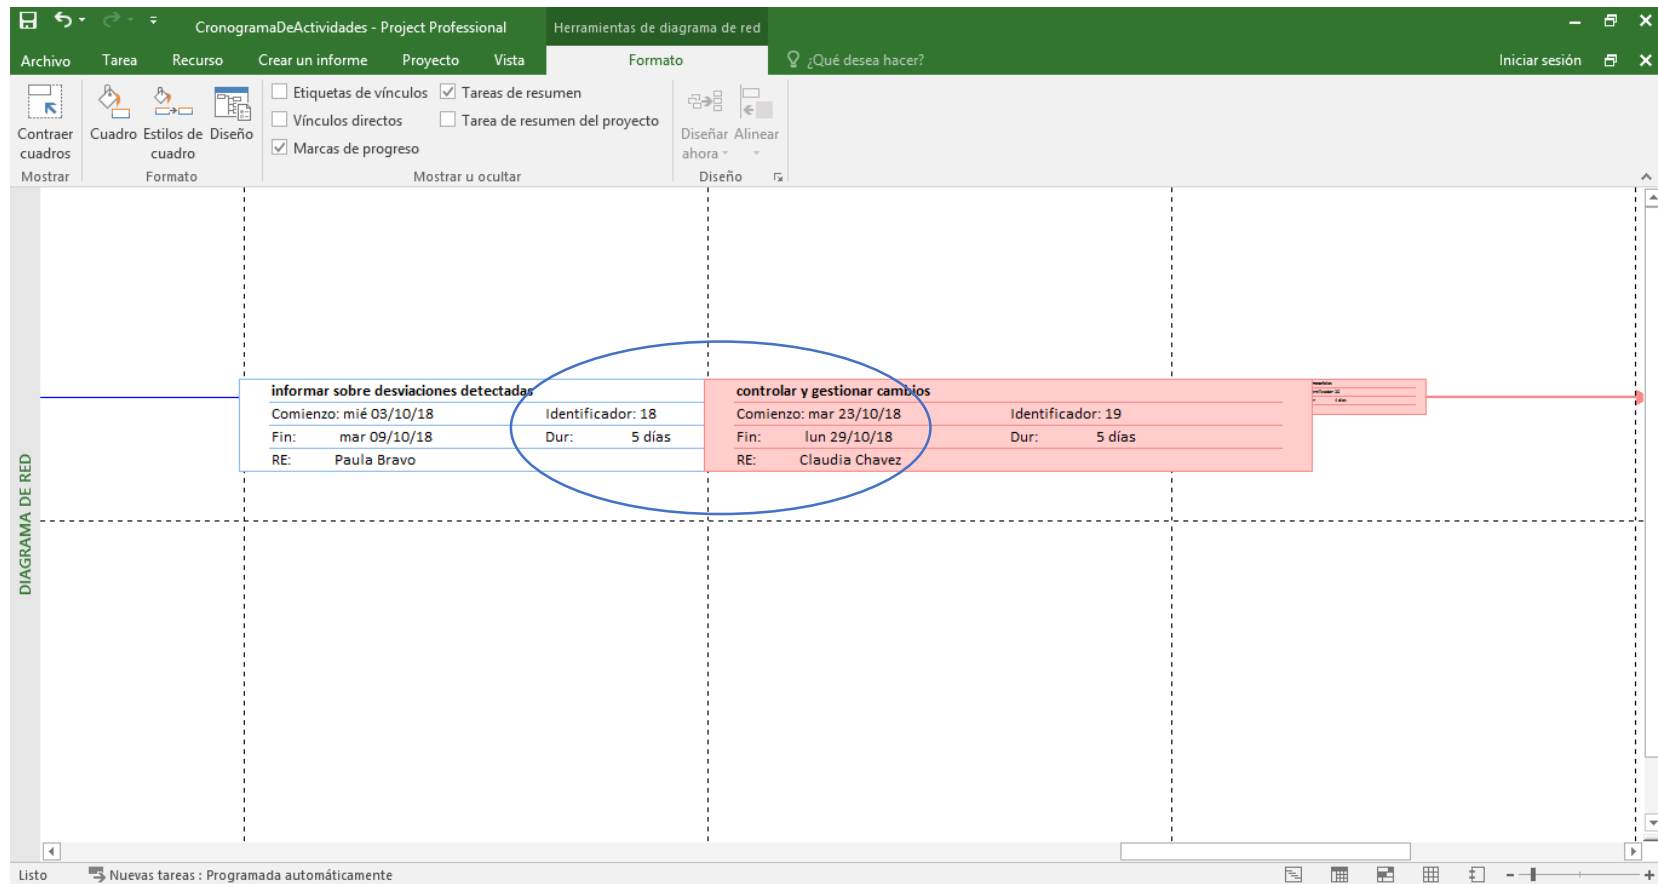 CronogramaDeActividades - Project Professional
Herramientas de diagrama de red
Archivo Tarea Recurso Crear un informe Proyecto Vista Formato ¿Qué desea hacer? Iniciar sesión
Contraer cuadros
Cuadro
Estilos de cuadro
Diseño
Etiquetas de vínculos
Tareas de resumen
Vínculos directos
Tarea de resumen del proyecto
Marcas de progreso
Diseñar ahora
Alinear
Mostrar Formato Mostrar u ocultar Diseño
DIAGRAMA DE RED
informar sobre desviaciones detectadas
Comienzo: mié 03/10/18 Identificador: 18
Fin: mar 09/10/18 Dur: 5 días
RE: Paula Bravo
controlar y gestionar cambios
Comienzo: mar 23/10/18 Identificador: 19
Fin: lun 29/10/18 Dur: 5 días
RE: Claudia Chavez
Listo Nuevas tareas : Programada automáticamente